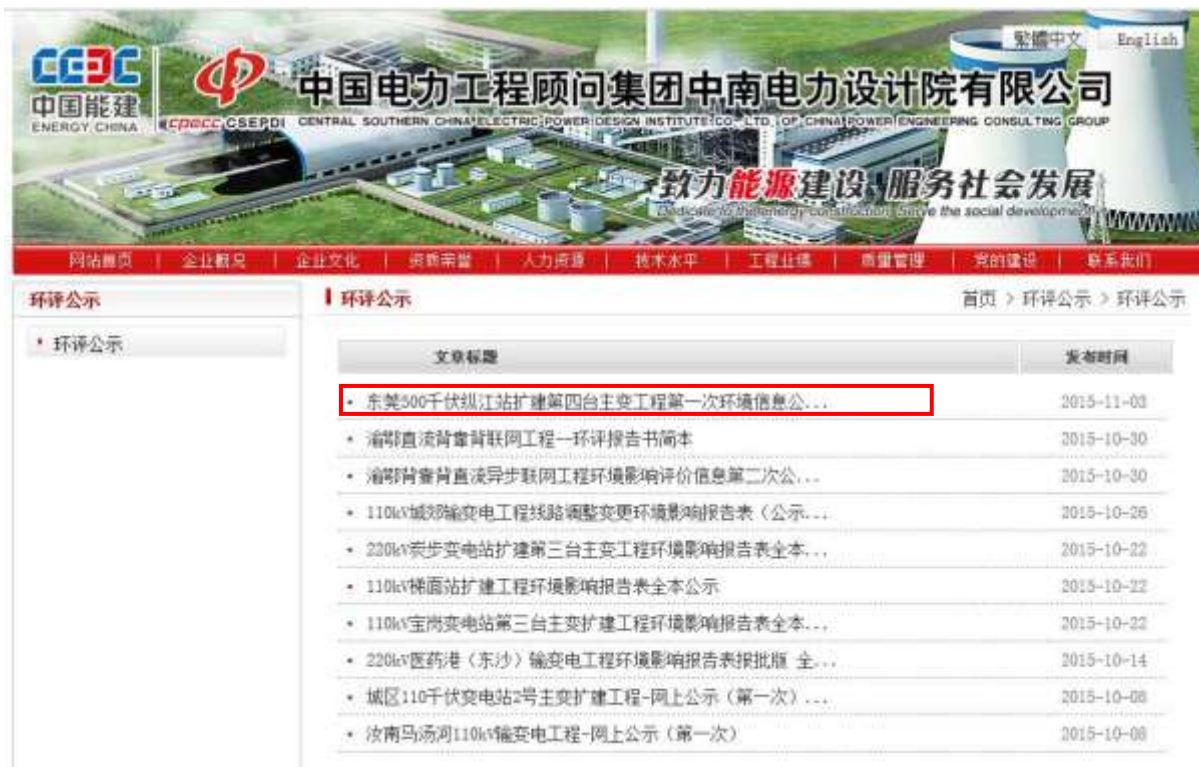 繁體中文 English
CEEC
中国能建
ENERGY CHINA
cpecc CSEPDI
中国电力工程顾问集团中南电力设计院有限公司
CENTRAL SOUTHERN CHINA ELECTRIC POWER DESIGN INSTITUTE CO., LTD. OF CHINA POWER ENGINEERING CONSULTING GROUP
致力能源建设 服务社会发展
Dedicate to the energy construction, Serve the social development
网站首页 | 企业概况 | 企业文化 | 资质荣誉 | 人力资源 | 技术水平 | 工程业绩 | 质量管理 | 党的建设 | 联系我们
环评公示
环评公示
环评公示
首页 > 环评公示 > 环评公示
文章标题 发布时间
东莞500千伏纵江站扩建第四台主变工程第一次环境信息公... 2015-11-03
渝鄂直流背靠背联网工程—环评报告书简本 2015-10-30
渝鄂背靠背直流异步联网工程环境影响评价信息第二次公... 2015-10-30
110kV城郊输变电工程线路调整变更环境影响报告表（公示... 2015-10-26
220kV炭步变电站扩建第三台主变工程环境影响报告表全本... 2015-10-22
110kV梯面站扩建工程环境影响报告表全本公示 2015-10-22
110kV宝岗变电站第三台主变扩建工程环境影响报告表全本... 2015-10-22
220kV医药港（东沙）输变电工程环境影响报告表报批版 全... 2015-10-14
城区110千伏变电站2号主变扩建工程-网上公示（第一次）... 2015-10-08
汝南马汤河110kV输变电工程-网上公示（第一次） 2015-10-08